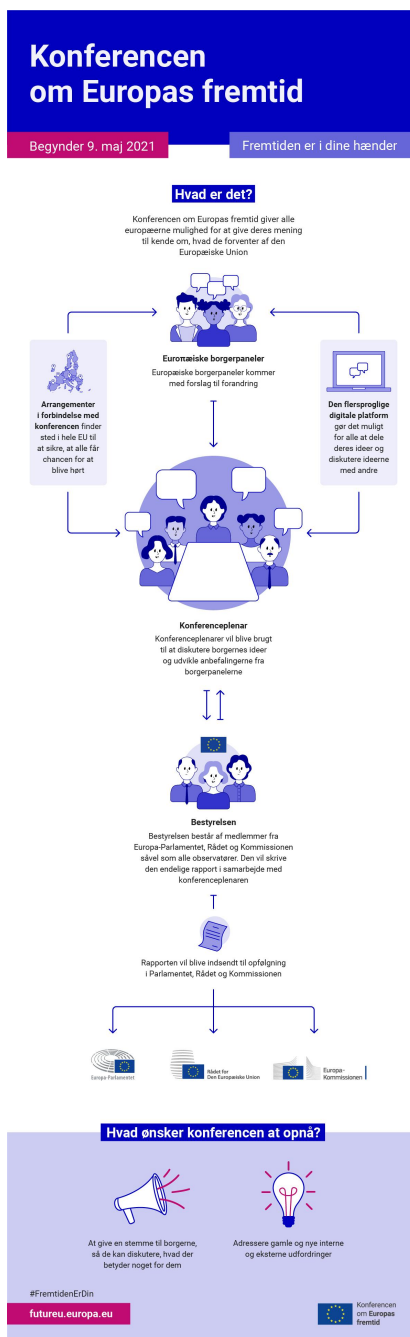 Konferencen
om Europas fremtid
Begynder 9. maj 2021
Fremtiden er i dine hænder
Hvad er det?
Konferencen om Europas fremtid giver alle
europæerne mulighed for at give deres mening
til kende om, hvad de forventer af den
Europæiske Union
Europæiske borgerpaneler
Europæiske borgerpaneler kommer
med forslag til forandring
Arrangementer
i forbindelse med
konferencen finder
sted i hele EU til
at sikre, at alle får
chancen for at
blive hørt
Den flersproglige
digitale platform
gør det muligt
for alle at dele
deres ideer og
diskutere ideerne
med andre
Konferenceplenar
Konferenceplenarer vil blive brugt
til at diskutere borgernes ideer
og udvikle anbefalingerne fra
borgerpanelerne
Bestyrelsen
Bestyrelsen består af medlemmer fra
Europa-Parlamentet, Rådet og Kommissionen
såvel som alle observatører. Den vil skrive
den endelige rapport i samarbejde med
konferenceplenaren
Rapporten vil blive indsendt til opfølgning
i Parlamentet, Rådet og Kommissionen
Europa-Parlamentet
Rådet for
Den Europæiske Union
Europa-
Kommissionen
Hvad ønsker konferencen at opnå?
At give en stemme til borgerne,
så de kan diskutere, hvad der
betyder noget for dem
Adressere gamle og nye interne
og eksterne udfordringer
#FremtidenErDin
futureu.europa.eu
Konferencen
om Europas
fremtid